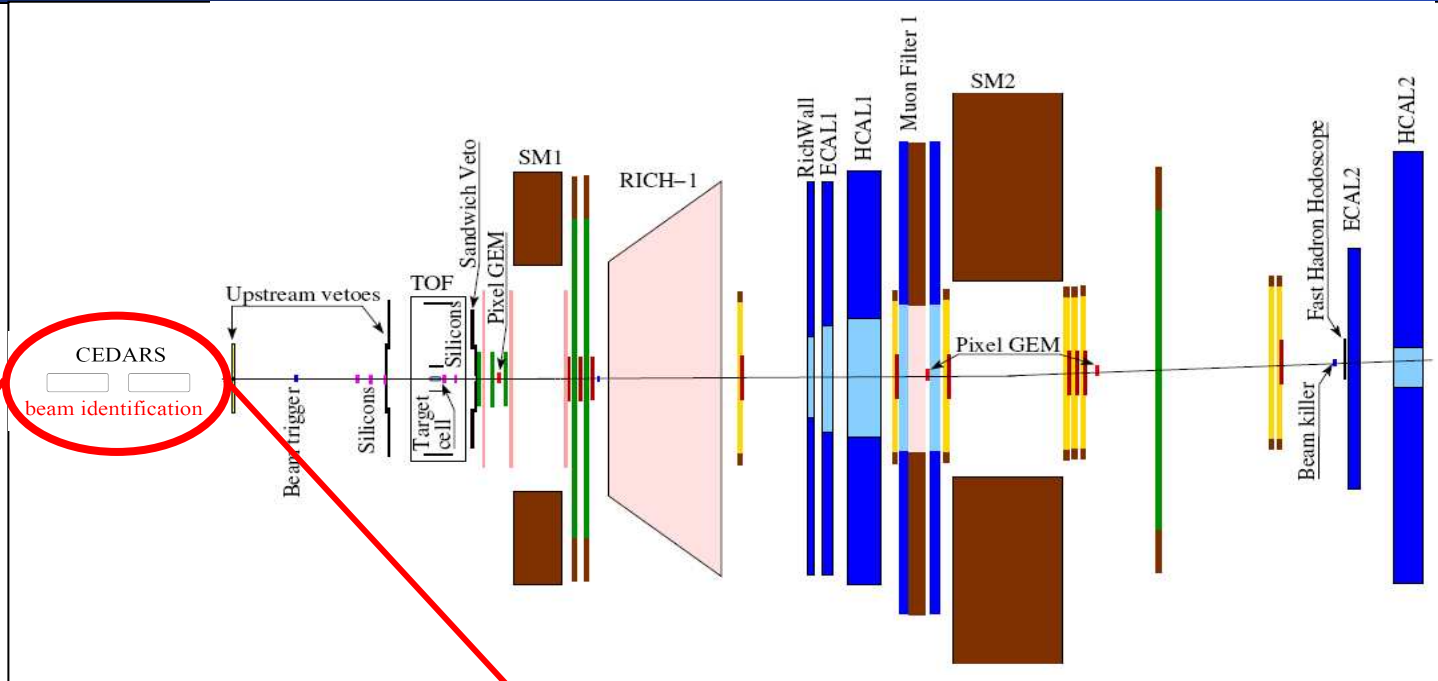 CEDARS
beam identification
Upstream vetoes
Beam trigger
Silicons
TOF
Target
cell
Silicons
Sandwich Veto
Pixel GEM
SM1
RICH−1
RichWall
ECAL1
HCAL1
Muon Filter 1
SM2
Pixel GEM
Beam killer
Fast Hadron Hodoscope
ECAL2
HCAL2